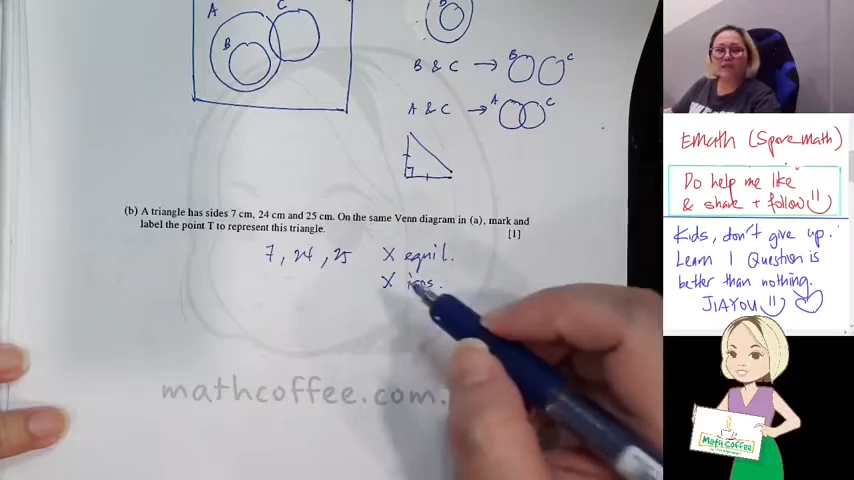 A
B
C
B
B & C → B C
A & C → A C
(b) A triangle has sides 7 cm, 24 cm and 25 cm. On the same Venn diagram in (a), mark and
label the point T to represent this triangle.
[1]
7, 24, 25 X equil.
X isos.
mathcoffee.com.
EMath (Spore math)
Do help me like
& share + follow
Kids, don't give up.
Learn 1 Question is
better than nothing.
JIAYOU
Math Coffee